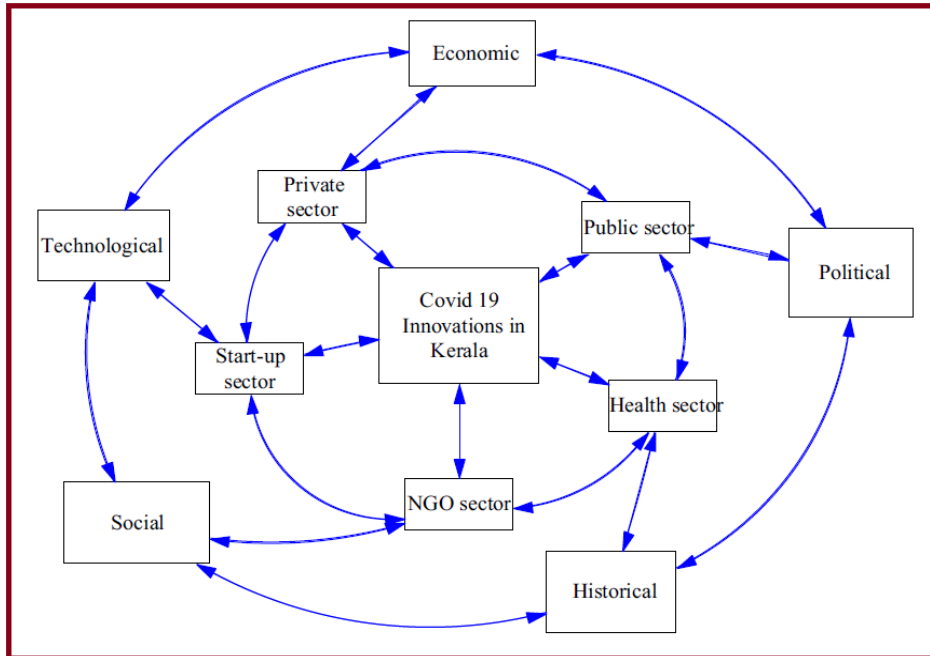 Economic
Private
sector
Public sector
Technological
Political
Covid 19
Innovations in
Kerala
Start-up
sector
Health sector
NGO sector
Social
Historical